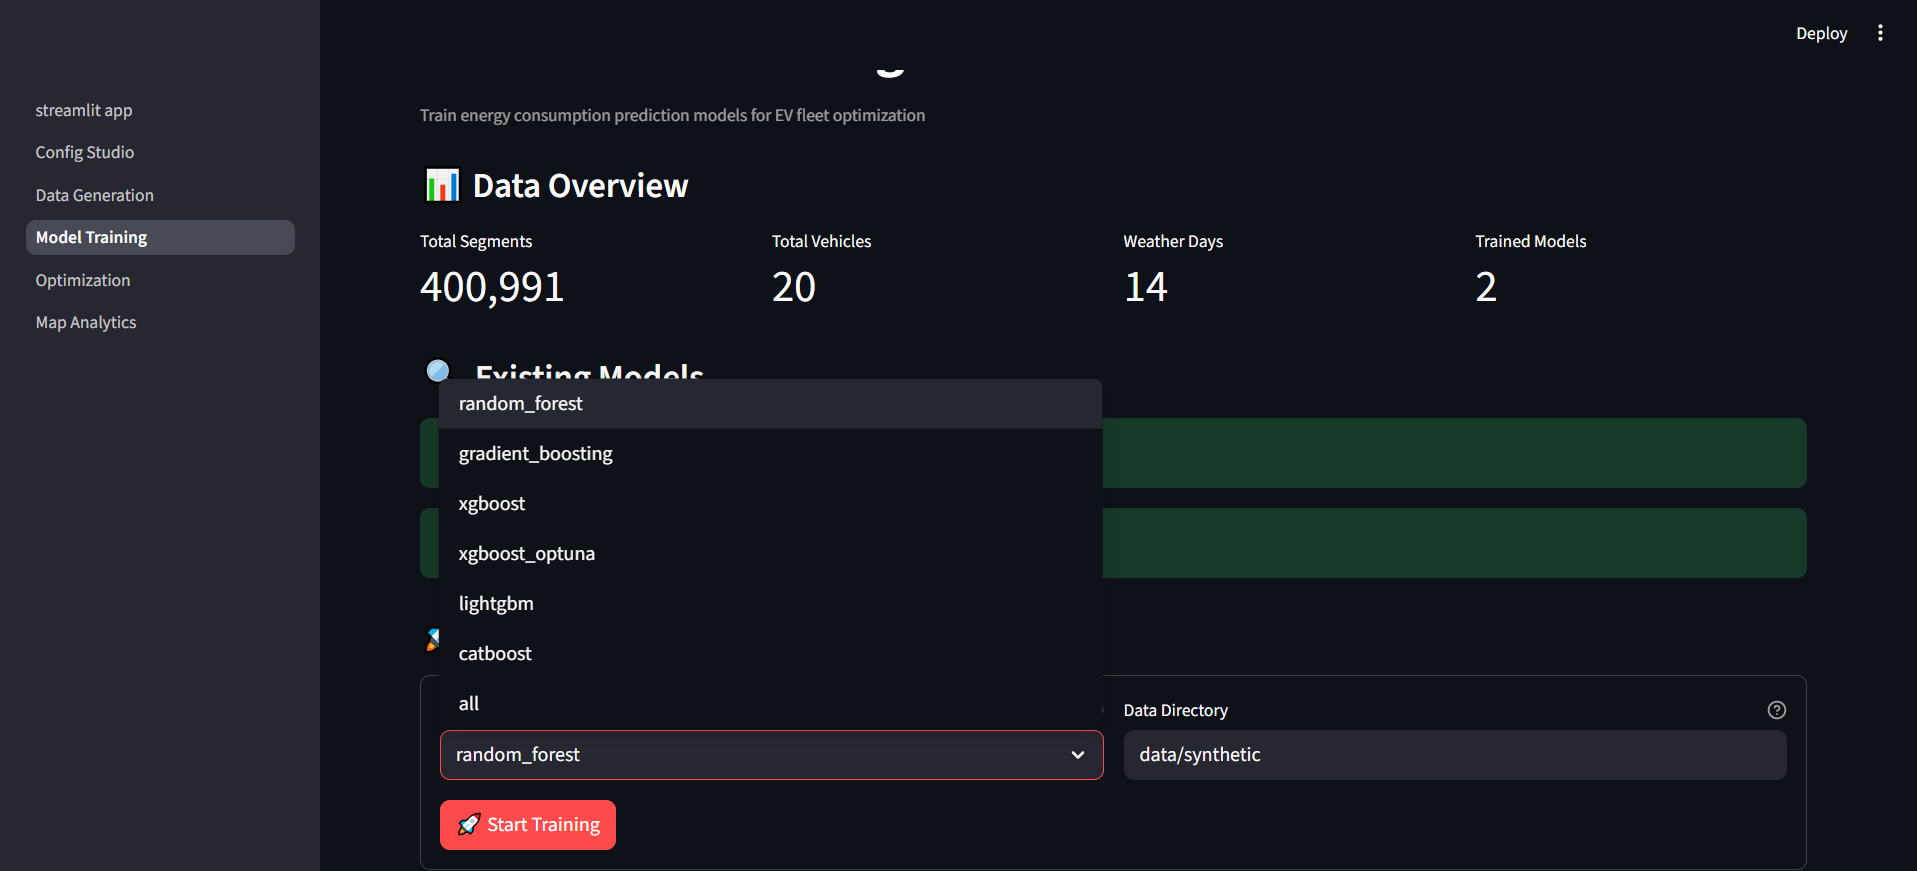 Deploy
streamlit app
Config Studio
Data Generation
Model Training
Optimization
Map Analytics
Train energy consumption prediction models for EV fleet optimization
Data Overview
Total Segments
400,991
Total Vehicles
20
Weather Days
14
Trained Models
2
Existing Models
random_forest
gradient_boosting
xgboost
xgboost_optuna
lightgbm
catboost
all
random_forest
Data Directory
data/synthetic
Start Training